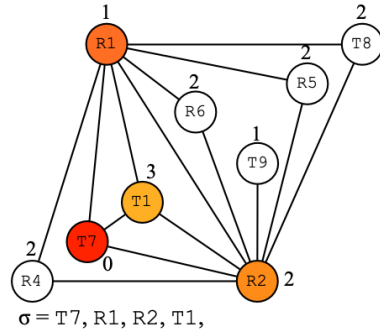 1
R1
2
T8
2
R5
2
R6
1
T9
3
T1
T7
0
2
R4
R2
2
σ = T7, R1, R2, T1,